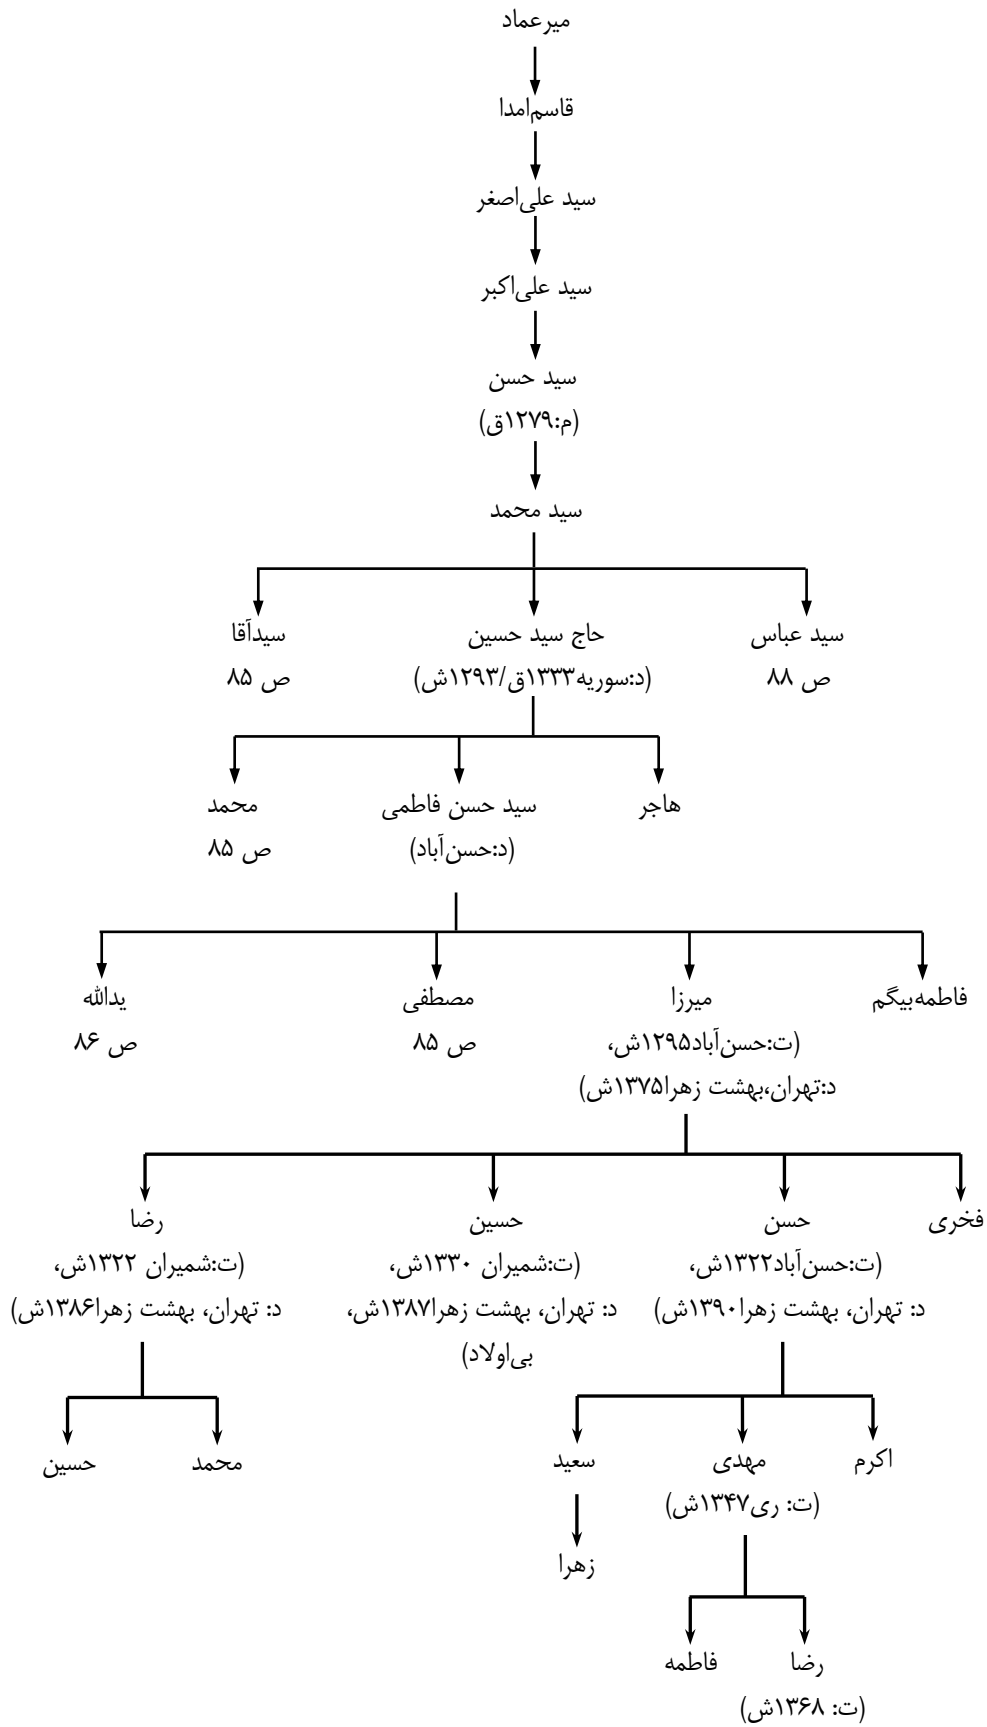 میرعماد
قاسم‌امدا
سید علی‌اصغر
سید علی‌اکبر
سید حسن
(م:۱۲۷۹ق)
سید محمد
سید عباس
ص ۸۸
حاج سید حسین
(د:سوریه۱۳۳۳ق/۱۲۹۳ش)
سیدآقا
ص ۸۵
هاجر
سید حسن فاطمی
(د:حسن‌آباد)
محمد
ص ۸۵
فاطمه‌بیگم
میرزا
(ت:حسن‌آباد۱۲۹۵ش،
د:تهران،بهشت زهرا۱۳۷۵ش)
مصطفی
ص ۸۵
یدالله
ص ۸۶
فخری
حسن
(ت:حسن‌آباد۱۳۲۲ش،
د: تهران، بهشت زهرا۱۳۹۰ش)
حسین
(ت:شمیران ۱۳۳۰ش،
د: تهران، بهشت زهرا۱۳۸۷ش،
بی‌اولاد)
رضا
(ت:شمیران ۱۳۲۲ش،
د: تهران، بهشت زهرا۱۳۸۶ش)
اکرم
مهدی
(ت: ری۱۳۴۷ش)
سعید
محمد
حسین
زهرا
رضا
(ت: ۱۳۶۸ش)
فاطمه